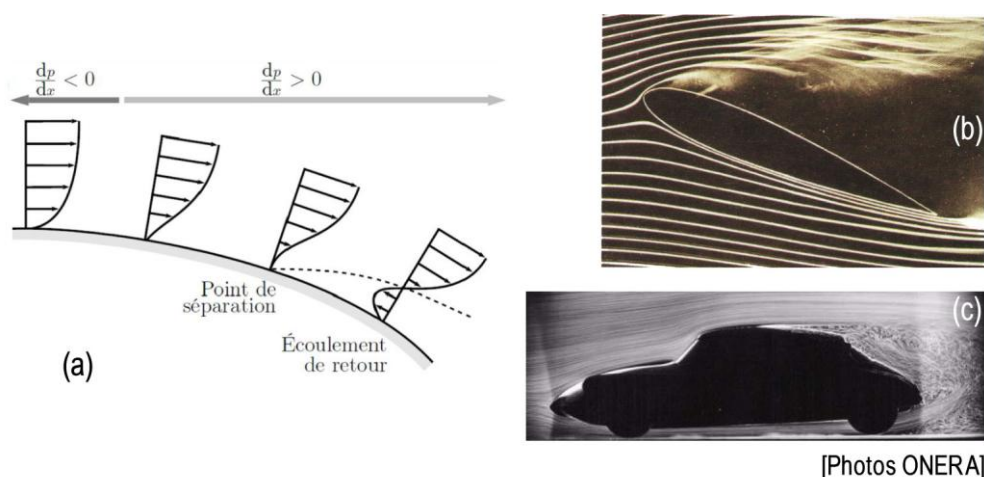 dp/dx < 0
dp/dx > 0
Point de
séparation
Écoulement
de retour
(a)
(b)
(c)
[Photos ONERA]